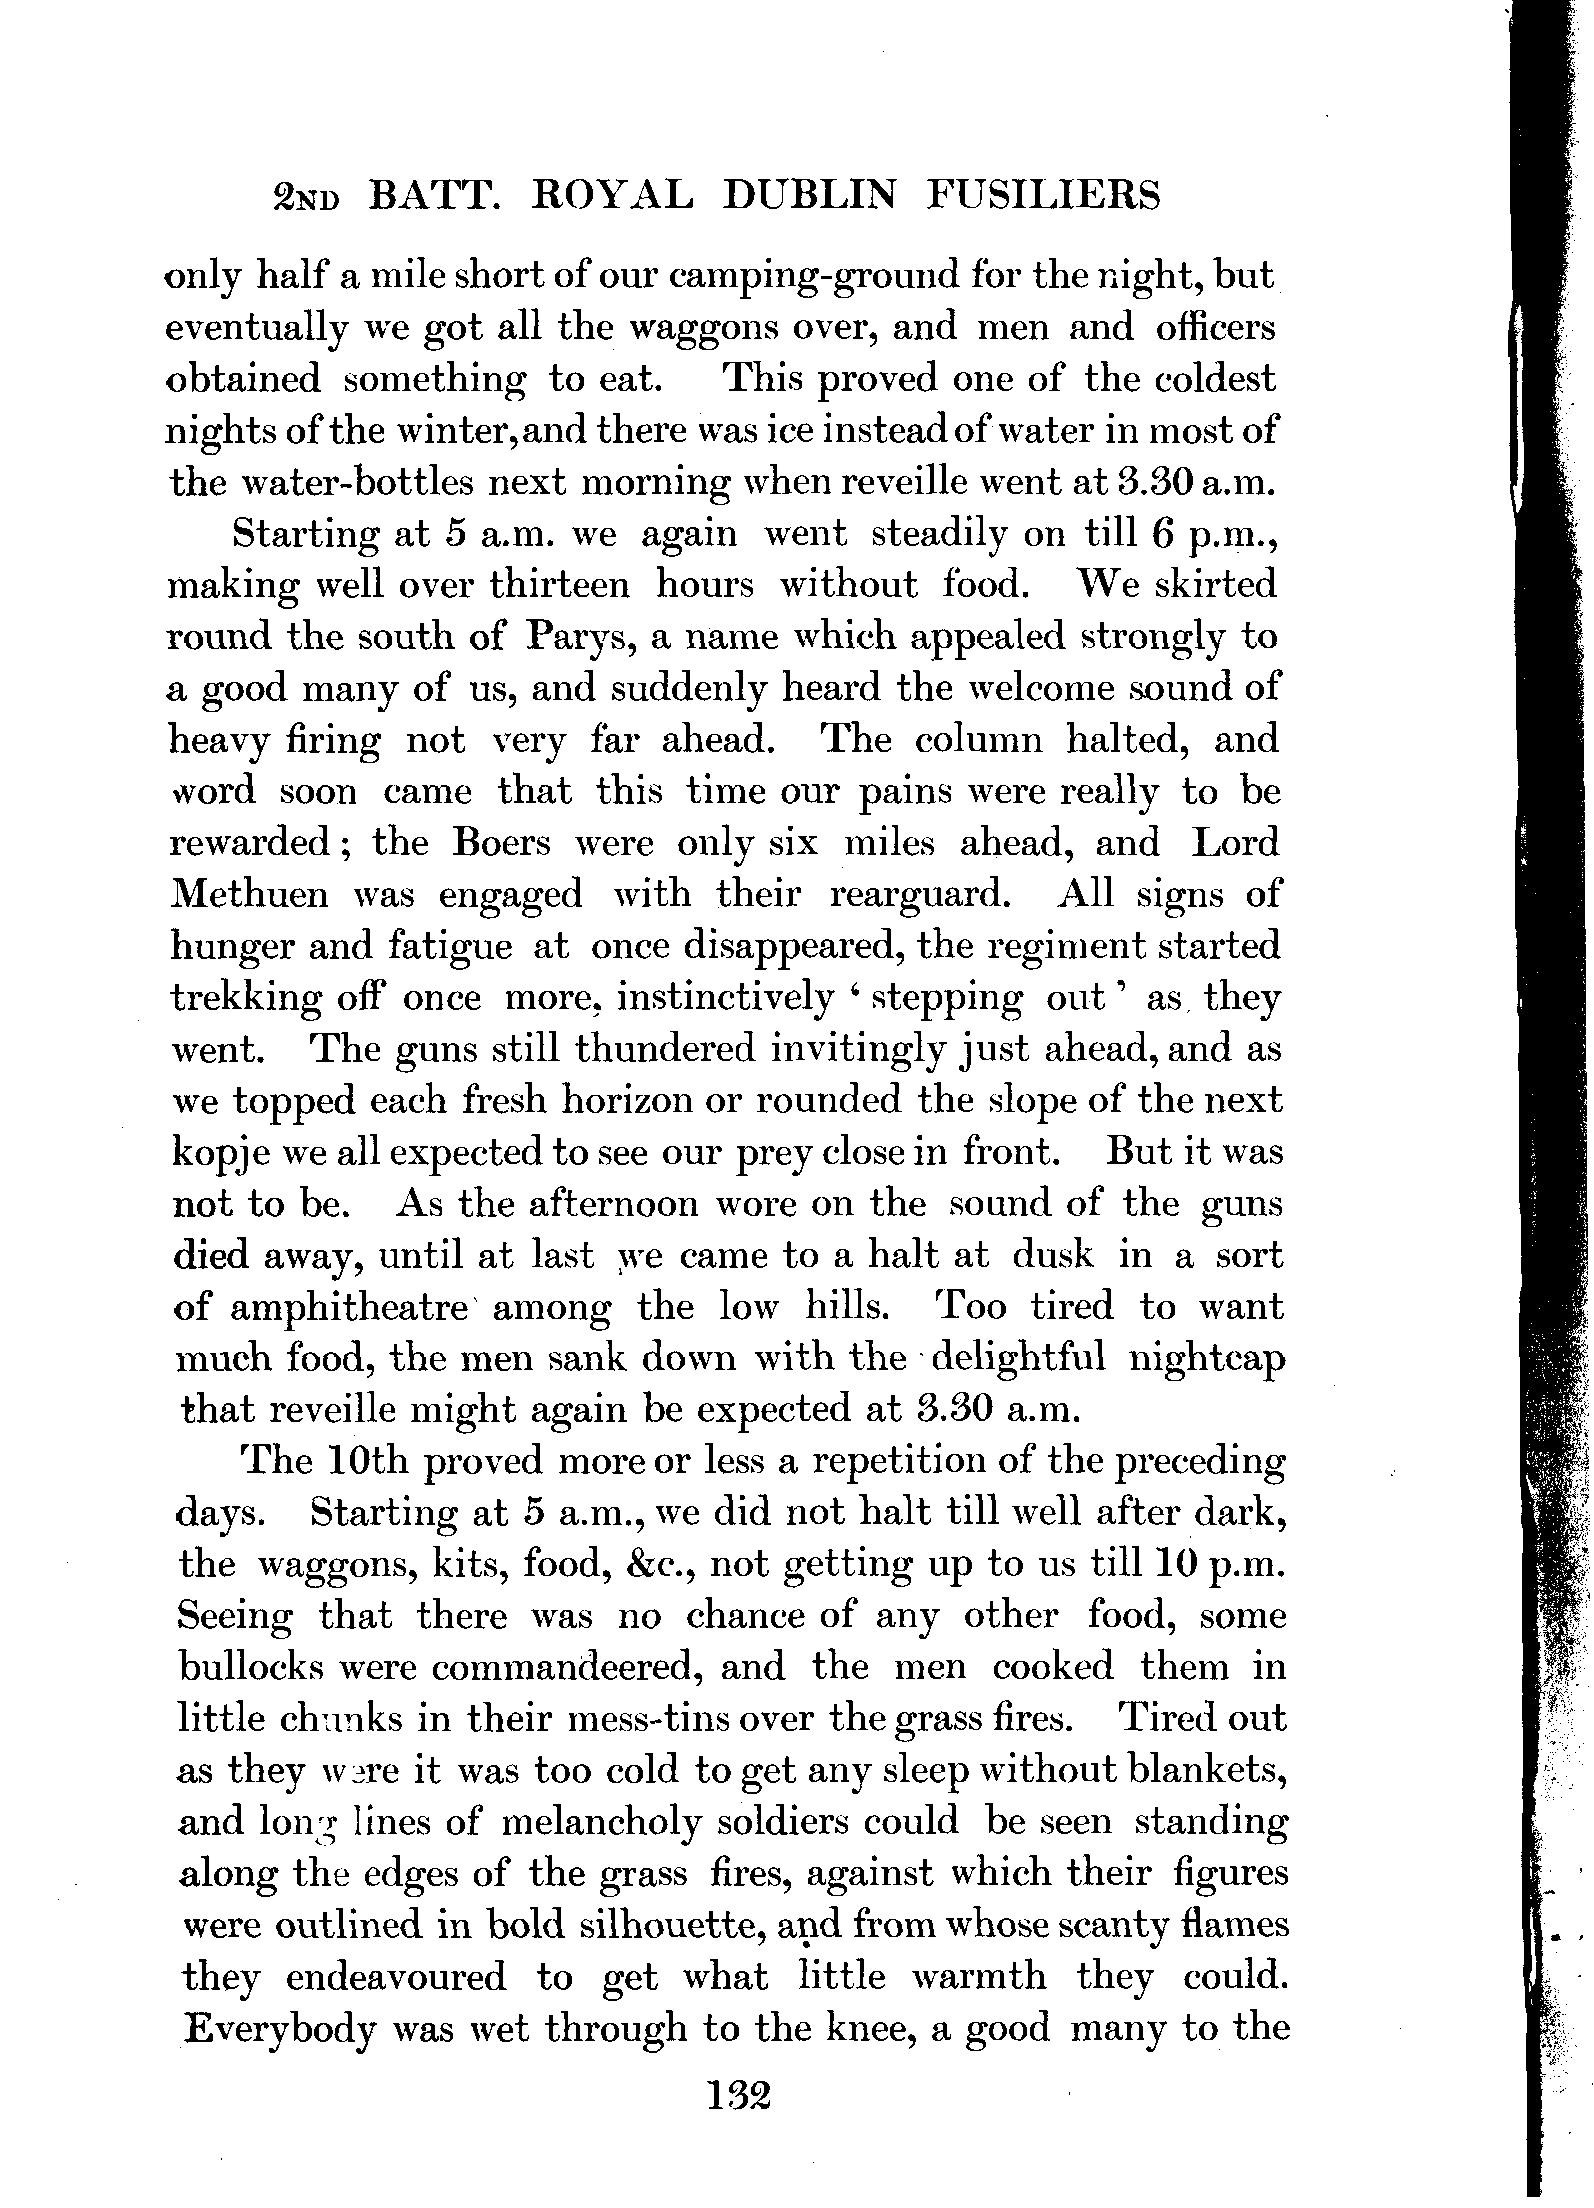 2ND BATT. ROYAL DUBLIN FUSILIERS
only half a mile short of our camping-ground for the night, but
eventually we got all the waggons over, and men and officers
obtained something to eat. This proved one of the coldest
nights of the winter, and there was ice instead of water in most of
the water-bottles next morning when reveille went at 3.30 a.m.
Starting at 5 a.m. we again went steadily on till 6 p.m.,
making well over thirteen hours without food. We skirted
round the south of Parys, a name which appealed strongly to
a good many of us, and suddenly heard the welcome sound of
heavy firing not very far ahead. The column halted, and
word soon came that this time our pains were really to be
rewarded; the Boers were only six miles ahead, and Lord
Methuen was engaged with their rearguard. All signs of
hunger and fatigue at once disappeared, the regiment started
trekking off once more, instinctively ‘ stepping out ’ as they
went. The guns still thundered invitingly just ahead, and as
we topped each fresh horizon or rounded the slope of the next
kopje we all expected to see our prey close in front. But it was
not to be. As the afternoon wore on the sound of the guns
died away, until at last we came to a halt at dusk in a sort
of amphitheatre among the low hills. Too tired to want
much food, the men sank down with the delightful nightcap
that reveille might again be expected at 3.30 a.m.
The 10th proved more or less a repetition of the preceding
days. Starting at 5 a.m., we did not halt till well after dark,
the waggons, kits, food, &c., not getting up to us till 10 p.m.
Seeing that there was no chance of any other food, some
bullocks were commandeered, and the men cooked them in
little chunks in their mess-tins over the grass fires. Tired out
as they were it was too cold to get any sleep without blankets,
and long lines of melancholy soldiers could be seen standing
along the edges of the grass fires, against which their figures
were outlined in bold silhouette, and from whose scanty flames
they endeavoured to get what little warmth they could.
Everybody was wet through to the knee, a good many to the
132